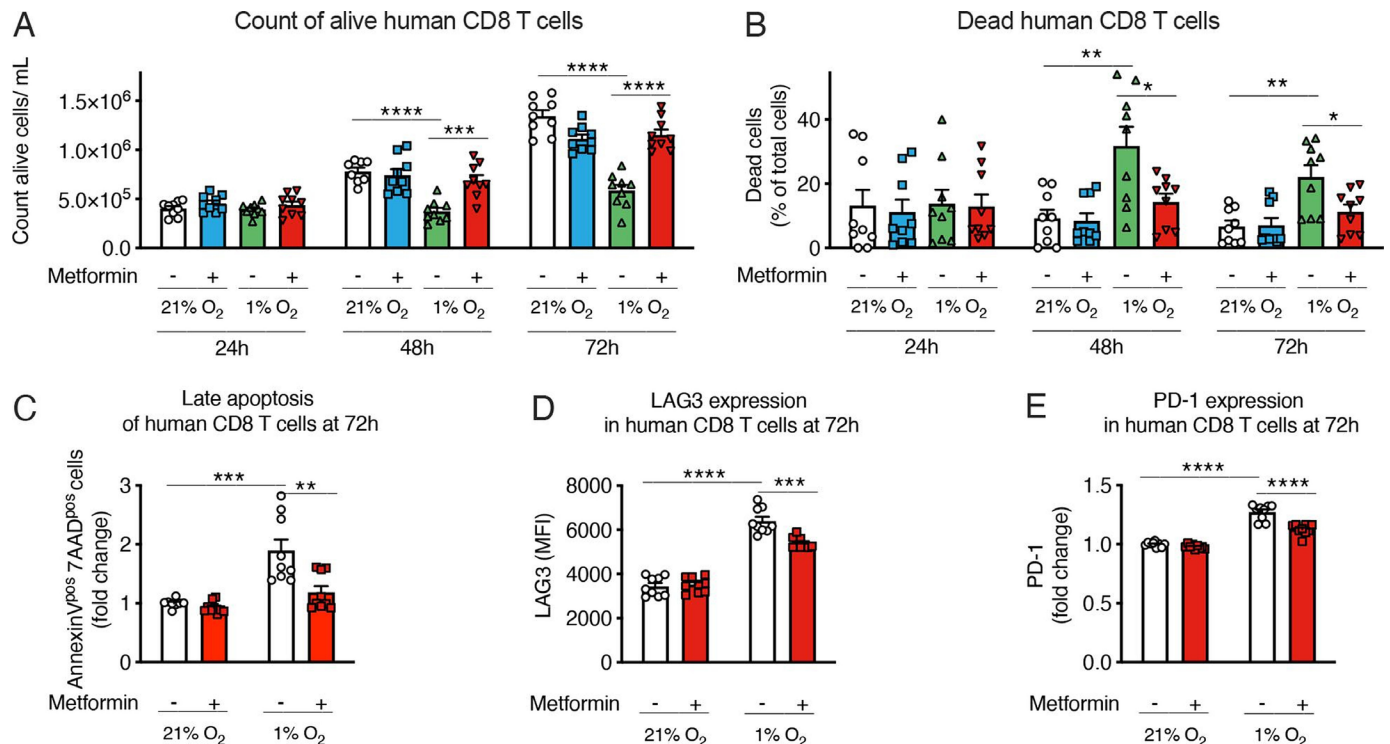 A
Count of alive human CD8 T cells
Count alive cells/ mL
1.5×10⁶
1.0×10⁶
5.0×10⁵
0.0
**** *** **** ****
Metformin - + - + - + - + - + - +
21% O₂ 1% O₂ 21% O₂ 1% O₂ 21% O₂ 1% O₂
24h 48h 72h
B
Dead human CD8 T cells
Dead cells
(% of total cells)
40
20
0
** * ** *
Metformin - + - + - + - + - + - +
21% O₂ 1% O₂ 21% O₂ 1% O₂ 21% O₂ 1% O₂
24h 48h 72h
C
Late apoptosis
of human CD8 T cells at 72h
AnnexinVᵖᵒˢ 7AADᵖᵒˢ cells
(fold change)
3
2
1
0
*** **
Metformin - + - +
21% O₂ 1% O₂
D
LAG3 expression
in human CD8 T cells at 72h
LAG3 (MFI)
8000
6000
4000
2000
0
**** ***
Metformin - + - +
21% O₂ 1% O₂
E
PD-1 expression
in human CD8 T cells at 72h
PD-1
(fold change)
1.5
1.0
0.5
0.0
**** ****
Metformin - + - +
21% O₂ 1% O₂